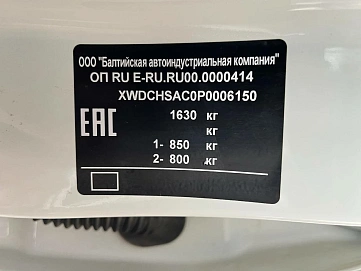 ООО "Балтийская автоиндустриальная компания"
ОП RU E-RU.RU00.0000414
XWDCHSAC0P0006150
ЕАС
1630 кг
кг
1- 850 кг
2- 800 кг